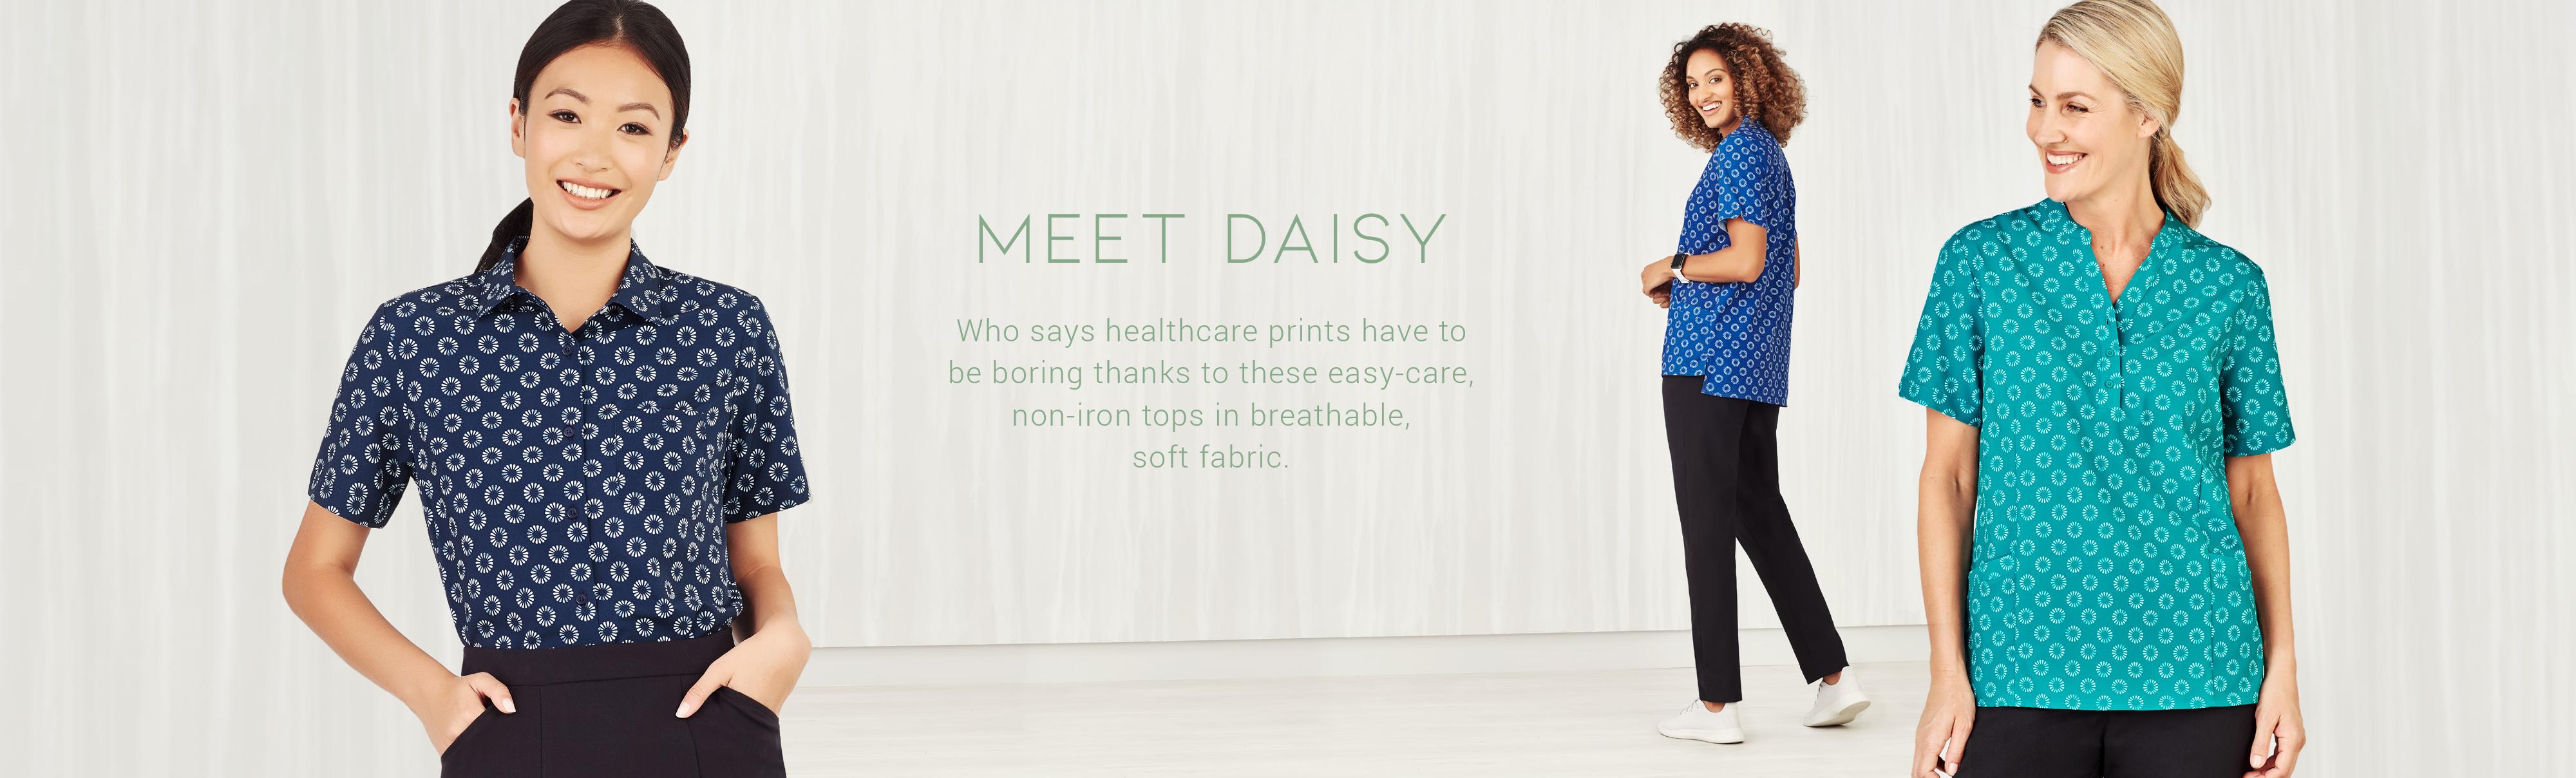 MEET DAISY
Who says healthcare prints have to
be boring thanks to these easy-care,
non-iron tops in breathable,
soft fabric.